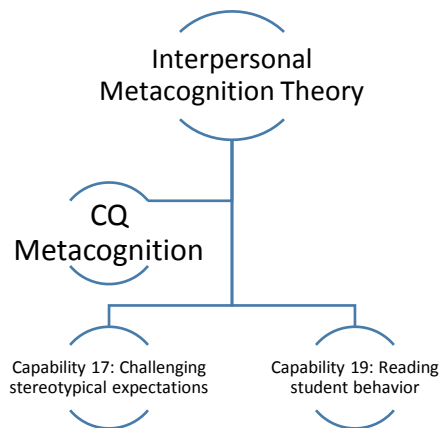 Interpersonal
Metacognition Theory
CQ
Metacognition
Capability 17: Challenging
stereotypical expectations
Capability 19: Reading
student behavior